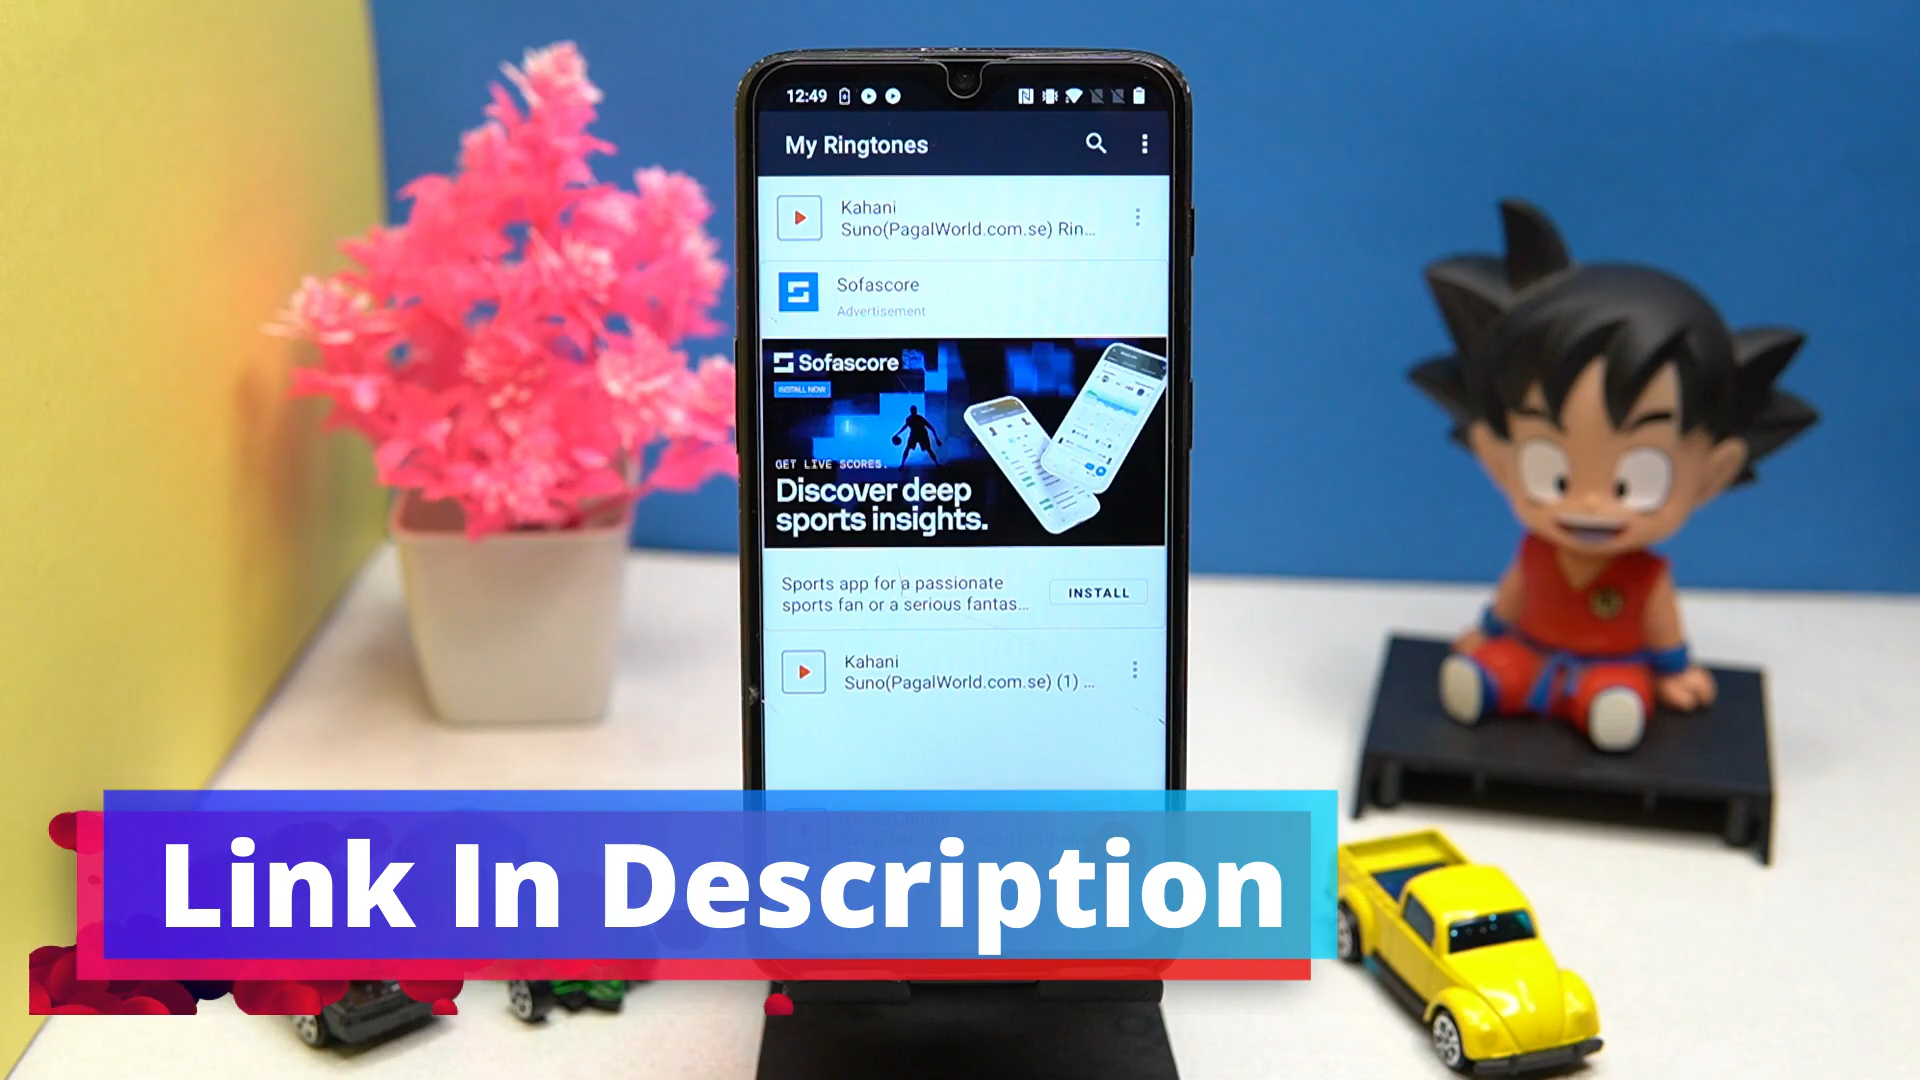 12:49
My Ringtones
Kahani
Suno(PagalWorld.com.se) Rin...
Sofascore
Advertisement
Sofascore
INSTALL NOW
GET LIVE SCORES.
Discover deep
sports insights.
Sports app for a passionate
sports fan or a serious fantas...
INSTALL
Kahani
Suno(PagalWorld.com.se) (1) ...
Link In Description